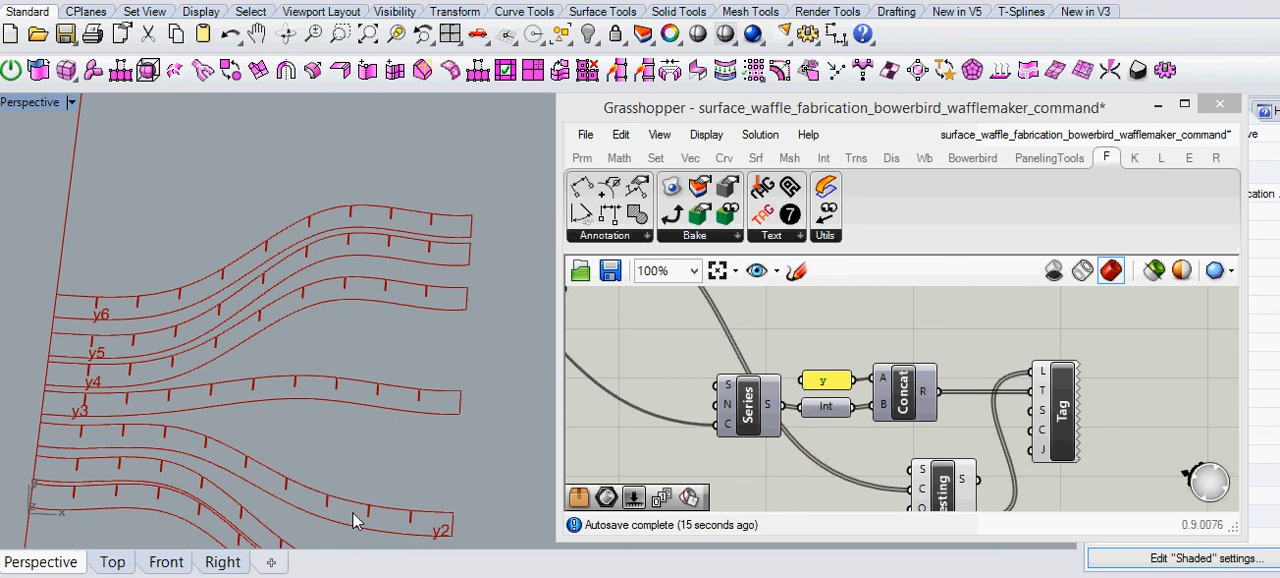 Standard CPlanes Set View Display Select Viewport Layout Visibility Transform Curve Tools Surface Tools Solid Tools Mesh Tools Render Tools Drafting New in V5 T-Splines New in V3
Perspective
Grasshopper - surface_waffle_fabrication_bowerbird_wafflemaker_command*
File Edit View Display Solution Help surface_waffle_fabrication_bowerbird_wafflemaker_command*
Prm Math Set Vec Crv Srf Msh Int Trns Dis Wb Bowerbird PanelingTools F K L E R
TAG
7
Annotation Bake Text Utils
100%
y6
y5
y4
y3
y2
x
Series S N C S
y
Int
Concat A B R
Tag L T S C J
S C S
Autosave complete (15 seconds ago) 0.9.0076
Perspective Top Front Right
Edit "Shaded" settings...